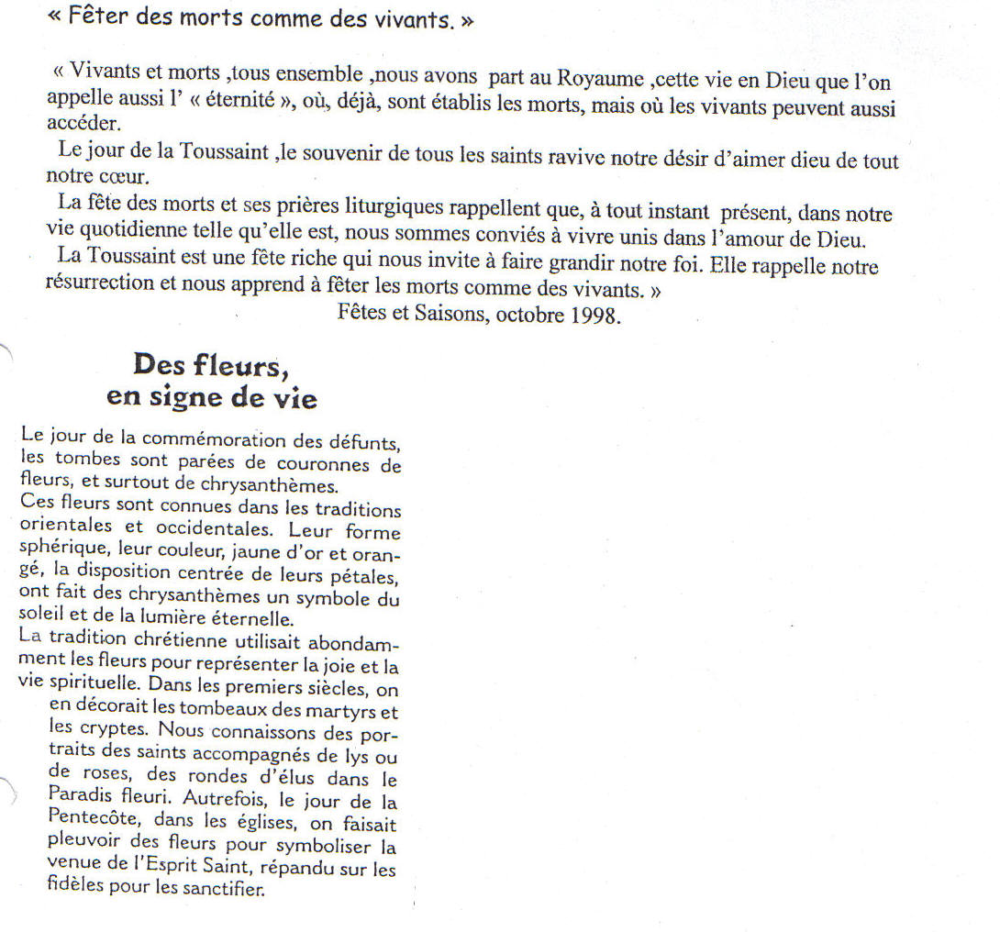 « Fêter des morts comme des vivants. »
« Vivants et morts ,tous ensemble ,nous avons part au Royaume ,cette vie en Dieu que l'on
appelle aussi l' « éternité », où, déjà, sont établis les morts, mais où les vivants peuvent aussi
accéder.
Le jour de la Toussaint ,le souvenir de tous les saints ravive notre désir d'aimer dieu de tout
notre cœur.
La fête des morts et ses prières liturgiques rappellent que, à tout instant présent, dans notre
vie quotidienne telle qu'elle est, nous sommes conviés à vivre unis dans l'amour de Dieu.
La Toussaint est une fête riche qui nous invite à faire grandir notre foi. Elle rappelle notre
résurrection et nous apprend à fêter les morts comme des vivants. »
Fêtes et Saisons, octobre 1998.
Des fleurs,
en signe de vie
Le jour de la commémoration des défunts,
les tombes sont parées de couronnes de
fleurs, et surtout de chrysanthèmes.
Ces fleurs sont connues dans les traditions
orientales et occidentales. Leur forme
sphérique, leur couleur, jaune d'or et oran-
gé, la disposition centrée de leurs pétales,
ont fait des chrysanthèmes un symbole du
soleil et de la lumière éternelle.
La tradition chrétienne utilisait abondam-
ment les fleurs pour représenter la joie et la
vie spirituelle. Dans les premiers siècles, on
en décorait les tombeaux des martyrs et
les cryptes. Nous connaissons des por-
traits des saints accompagnés de lys ou
de roses, des rondes d'élus dans le
Paradis fleuri. Autrefois, le jour de la
Pentecôte, dans les églises, on faisait
pleuvoir des fleurs pour symboliser la
venue de l'Esprit Saint, répandu sur les
fidèles pour les sanctifier.